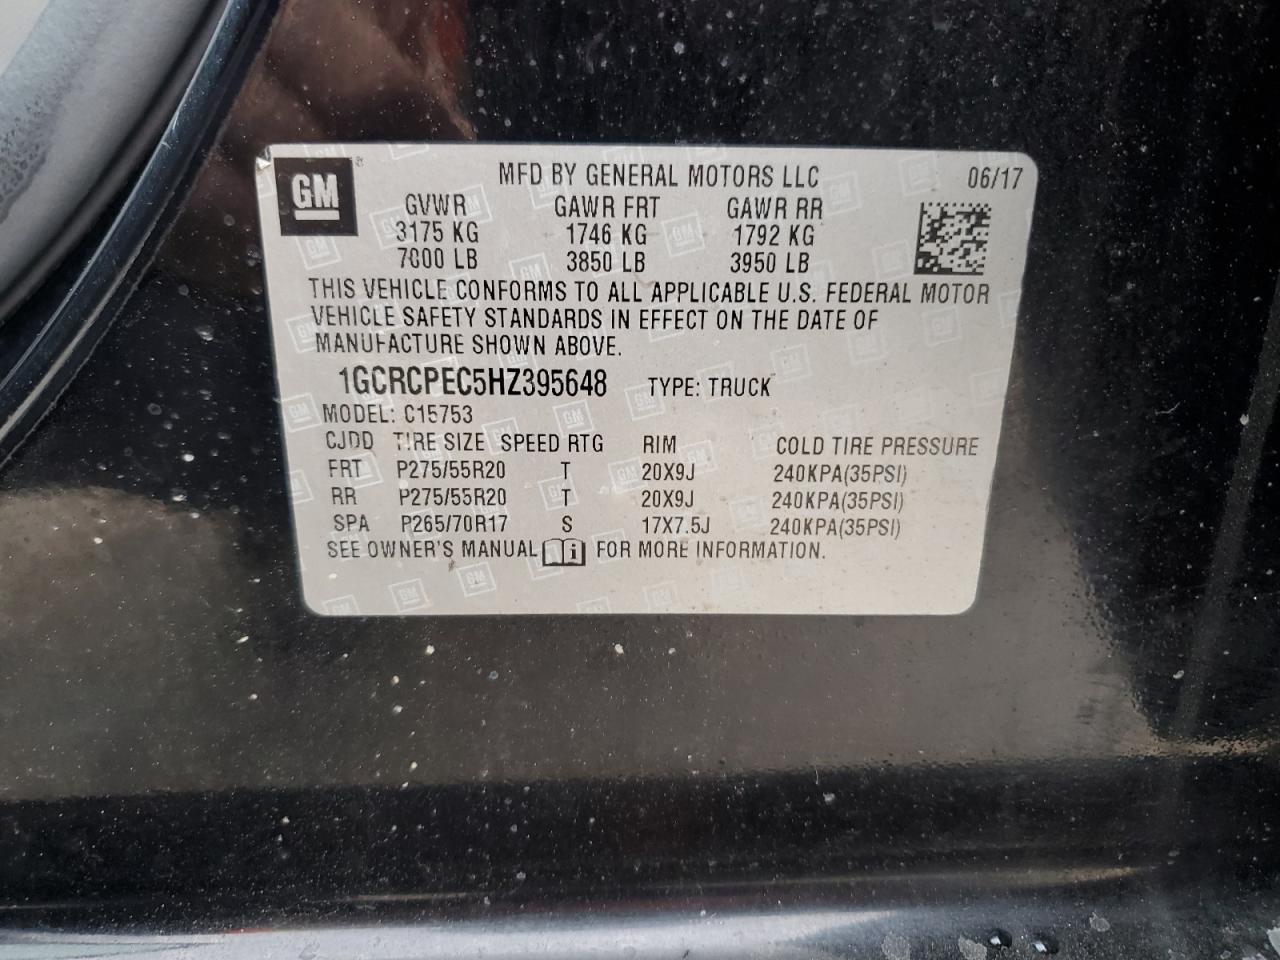 GM
MFD BY GENERAL MOTORS LLC 06/17
GVWR GAWR FRT GAWR RR
3175 KG 1746 KG 1792 KG
7000 LB 3850 LB 3950 LB
THIS VEHICLE CONFORMS TO ALL APPLICABLE U.S. FEDERAL MOTOR
VEHICLE SAFETY STANDARDS IN EFFECT ON THE DATE OF
MANUFACTURE SHOWN ABOVE.
1GCRCPEC5HZ395648 TYPE: TRUCK
MODEL: C15753
CJDD TIRE SIZE SPEED RTG RIM COLD TIRE PRESSURE
FRT P275/55R20 T 20X9J 240KPA(35PSI)
RR P275/55R20 T 20X9J 240KPA(35PSI)
SPA P265/70R17 S 17X7.5J 240KPA(35PSI)
SEE OWNER'S MANUAL i FOR MORE INFORMATION.